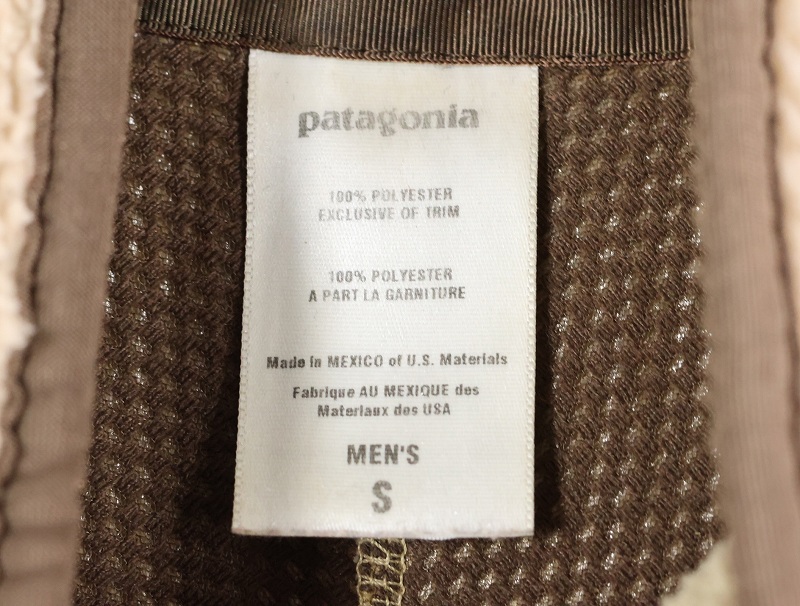 patagonia
100% POLYESTER
EXCLUSIVE OF TRIM
100% POLYESTER
A PART LA GARNITURE
Made in MEXICO of U.S. Materials
Fabrique AU MEXIQUE des
Materiaux des USA
MEN'S
S